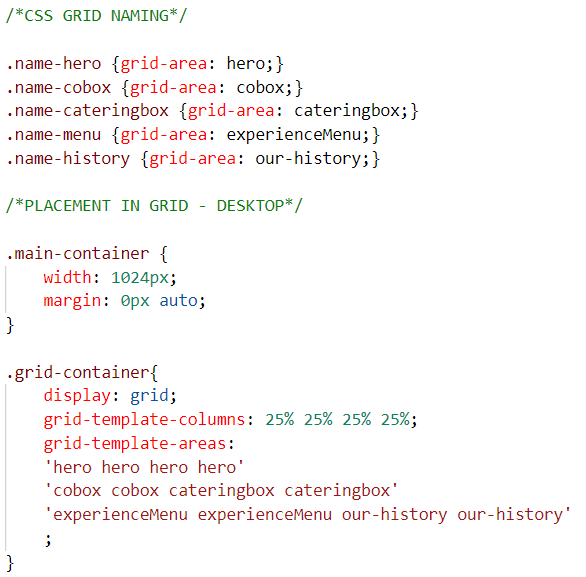 /*CSS GRID NAMING*/
.name-hero {grid-area: hero;}
.name-cobox {grid-area: cobox;}
.name-cateringbox {grid-area: cateringbox;}
.name-menu {grid-area: experienceMenu;}
.name-history {grid-area: our-history;}
/*PLACEMENT IN GRID - DESKTOP*/
.main-container {
width: 1024px;
margin: 0px auto;
}
.grid-container{
display: grid;
grid-template-columns: 25% 25% 25% 25%;
grid-template-areas:
'hero hero hero hero'
'cobox cobox cateringbox cateringbox'
'experienceMenu experienceMenu our-history our-history'
;
}